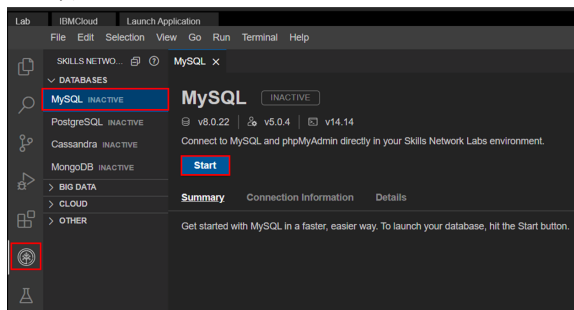 Lab IBMCloud Launch Application
File Edit Selection View Go Run Terminal Help
SKILLS NETWO... MySQL ×
DATABASES
MySQL INACTIVE
PostgreSQL INACTIVE
Cassandra INACTIVE
MongoDB INACTIVE
BIG DATA
CLOUD
OTHER
MySQL INACTIVE
v8.0.22 v5.0.4 v14.14
Connect to MySQL and phpMyAdmin directly in your Skills Network Labs environment.
Start
Summary Connection Information Details
Get started with MySQL in a faster, easier way. To launch your database, hit the Start button.